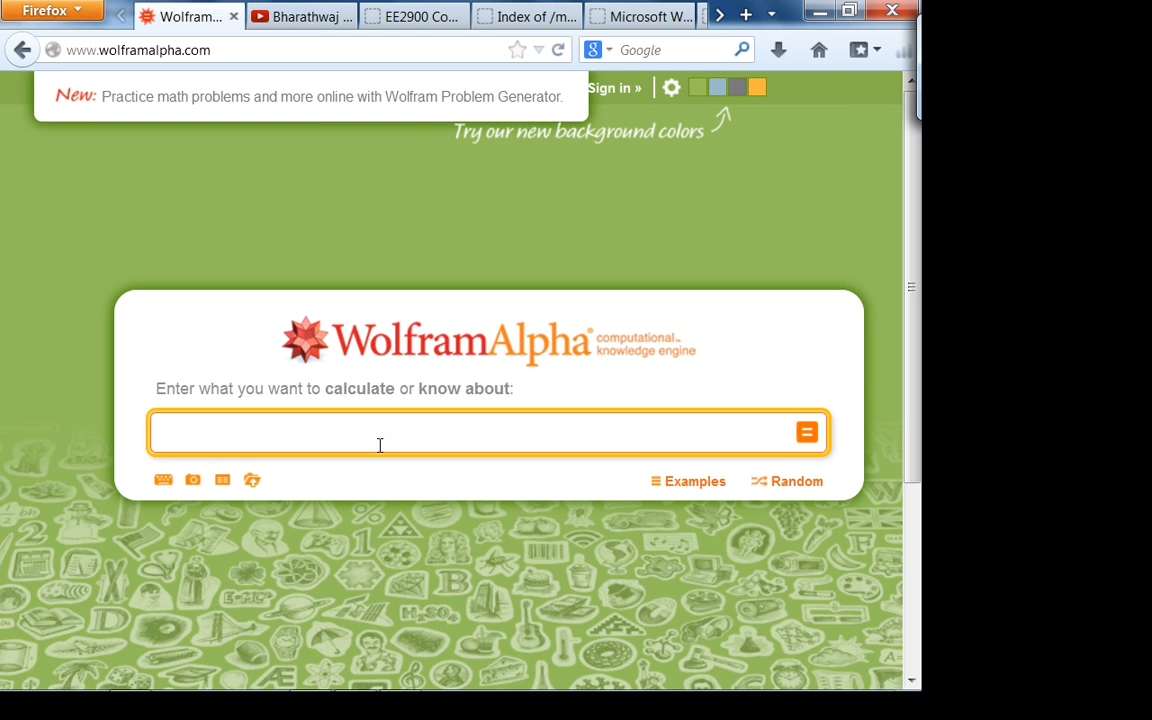 Firefox
Wolfram...
Bharathwaj ...
EE2900 Co...
Index of /m...
Microsoft W...
www.wolframalpha.com
Google
New: Practice math problems and more online with Wolfram Problem Generator.
Sign in »
Try our new background colors
WolframAlpha computational knowledge engine
Enter what you want to calculate or know about:
Examples
Random